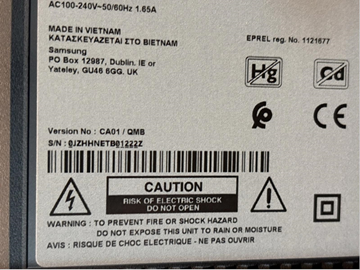 AC100-240V~50/60Hz 1.65A
MADE IN VIETNAM
ΚΑΤΑΣΚΕΥΑΖΕΤΑΙ ΣΤΟ ΒΙΕΤΝΑΜ
Samsung
PO Box 12987, Dublin. IE or
Yateley, GU46 6GG. UK
EPREL reg. No. 1121677
Hg
Cd
CE
Version No : CA01 / QMB
S/N : 0JZHHNETB01222Z
CAUTION
RISK OF ELECTRIC SHOCK
DO NOT OPEN
WARNING : TO PREVENT FIRE OR SHOCK HAZARD
DO NOT EXPOSE THIS UNIT TO RAIN OR MOISTURE
AVIS : RISQUE DE CHOC ELECTRIQUE - NE PAS OUVRIR